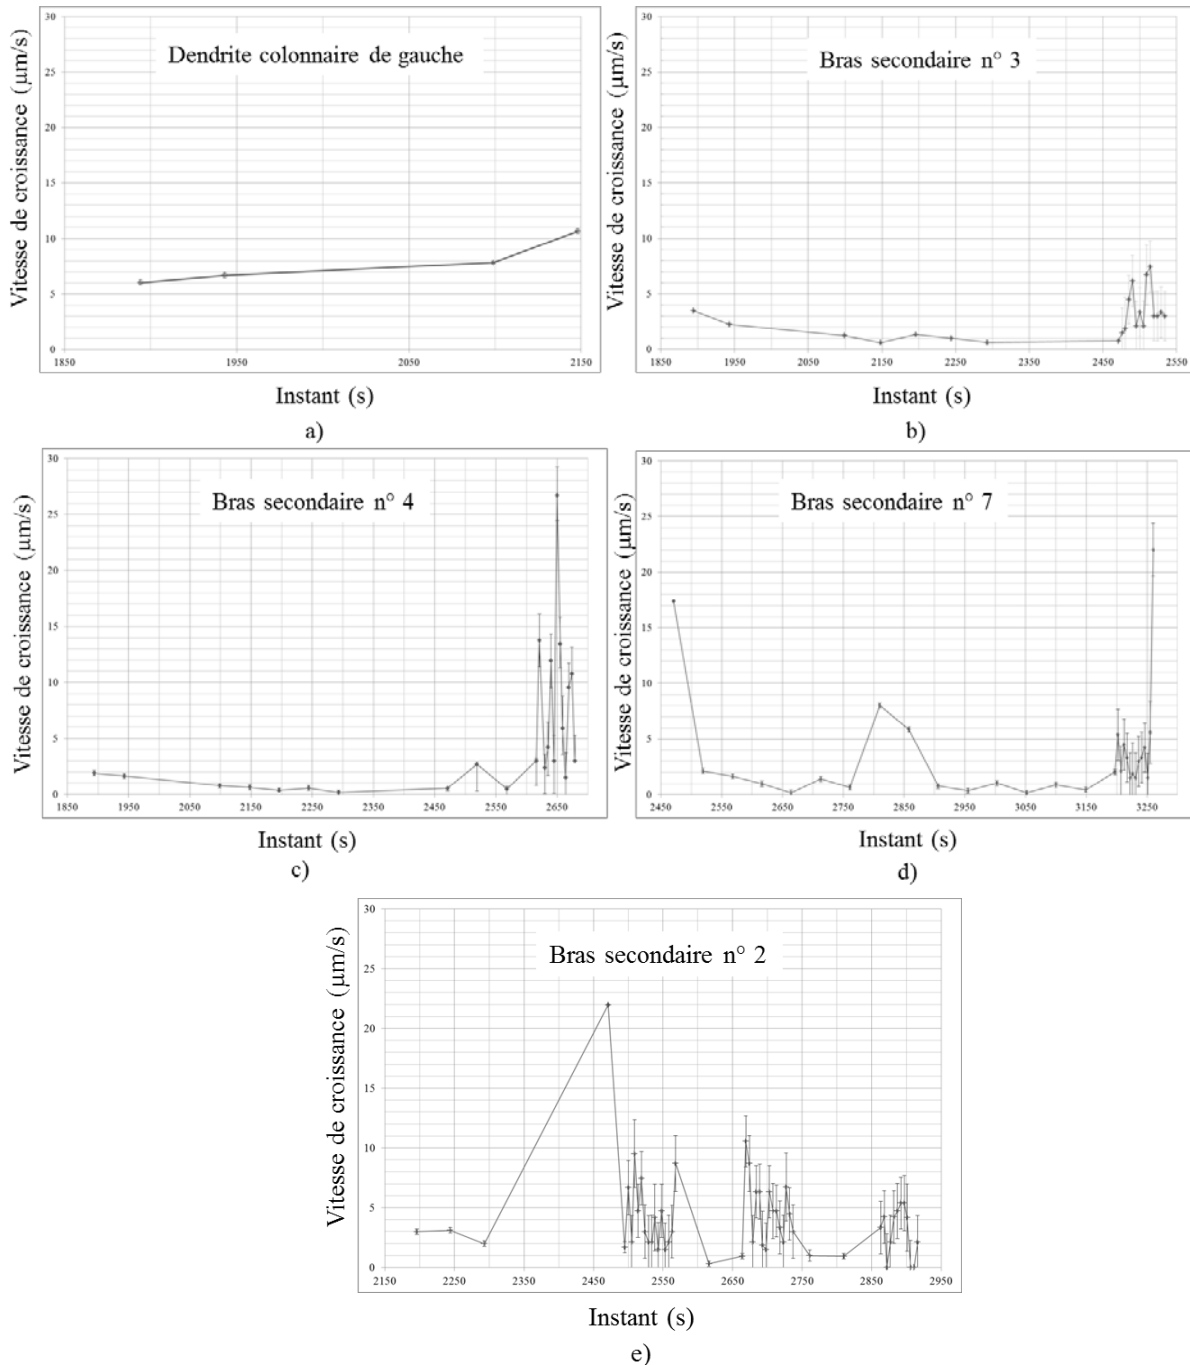 Vitesse de croissance (μm/s)
30
25
20
15
10
5
0
Dendrite colonnaire de gauche
1850 1950 2050 2150
Instant (s)
a)
Vitesse de croissance (μm/s)
30
25
20
15
10
5
0
Bras secondaire n° 3
1850 1950 2050 2150 2250 2350 2450 2550
Instant (s)
b)
Vitesse de croissance (μm/s)
30
25
20
15
10
5
0
Bras secondaire n° 4
1850 1950 2050 2150 2250 2350 2450 2550 2650
Instant (s)
c)
Vitesse de croissance (μm/s)
30
25
20
15
10
5
0
Bras secondaire n° 7
2450 2550 2650 2750 2850 2950 3050 3150 3250
Instant (s)
d)
Vitesse de croissance (μm/s)
30
25
20
15
10
5
0
Bras secondaire n° 2
2150 2250 2350 2450 2550 2650 2750 2850 2950
Instant (s)
e)